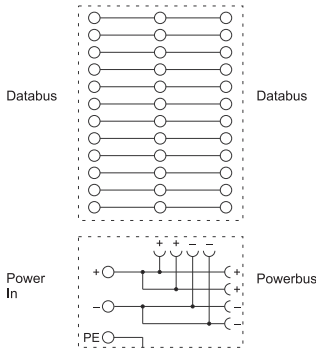 Databus Databus
+ + − −
Power In
+ +
+
− −
−
PE
Powerbus